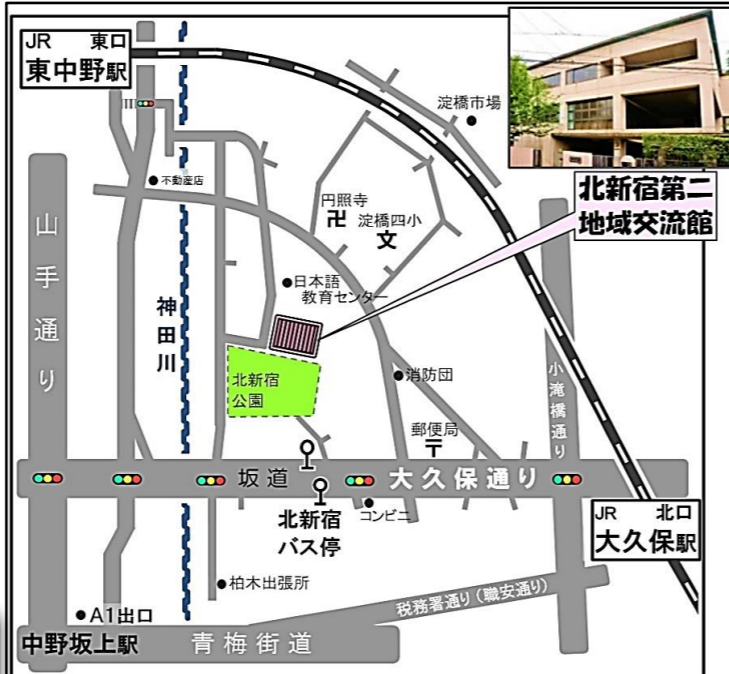 JR 東口
東中野駅
淀橋市場
不動産店
円照寺
卍
淀橋四小
文
北新宿第二
地域交流館
山手通り
神田川
日本語
教育センター
北新宿
公園
消防団
小滝橋通り
郵便局
〒
坂道
大久保通り
北新宿
バス停
コンビニ
JR 北口
大久保駅
柏木出張所
税務署通り(職安通り)
A1出口
中野坂上駅
青梅街道